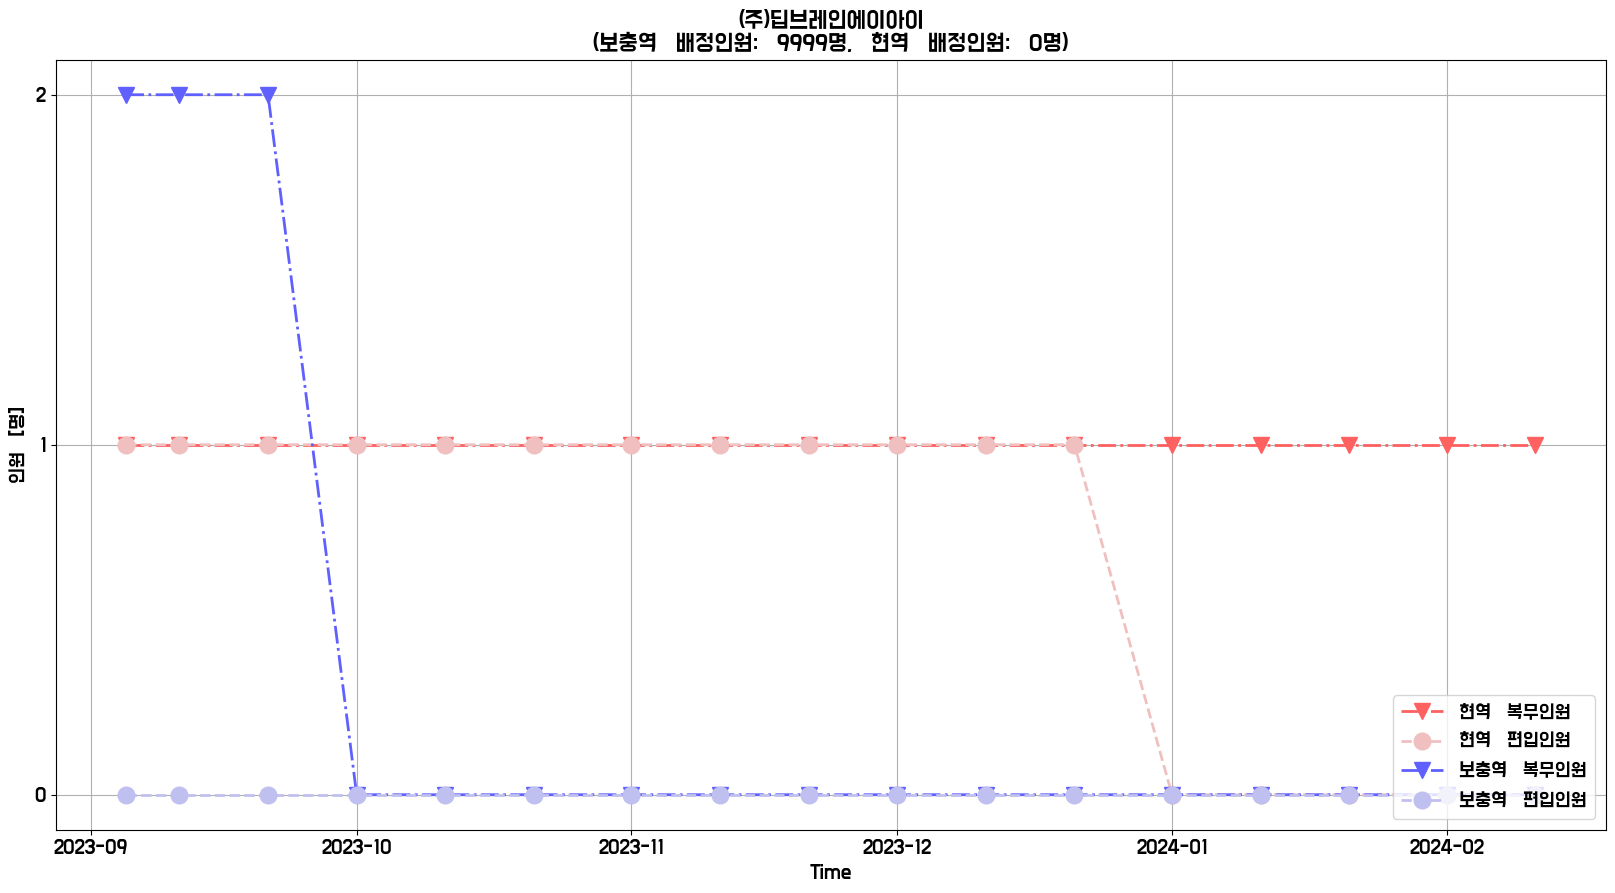 (주)딥브레인에이아이
(보충역 배정인원: 9999명, 현역 배정인원: 0명)
인원 [명]
2
1
0
2023-09 2023-10 2023-11 2023-12 2024-01 2024-02
Time
현역 복무인원
현역 편입인원
보충역 복무인원
보충역 편입인원